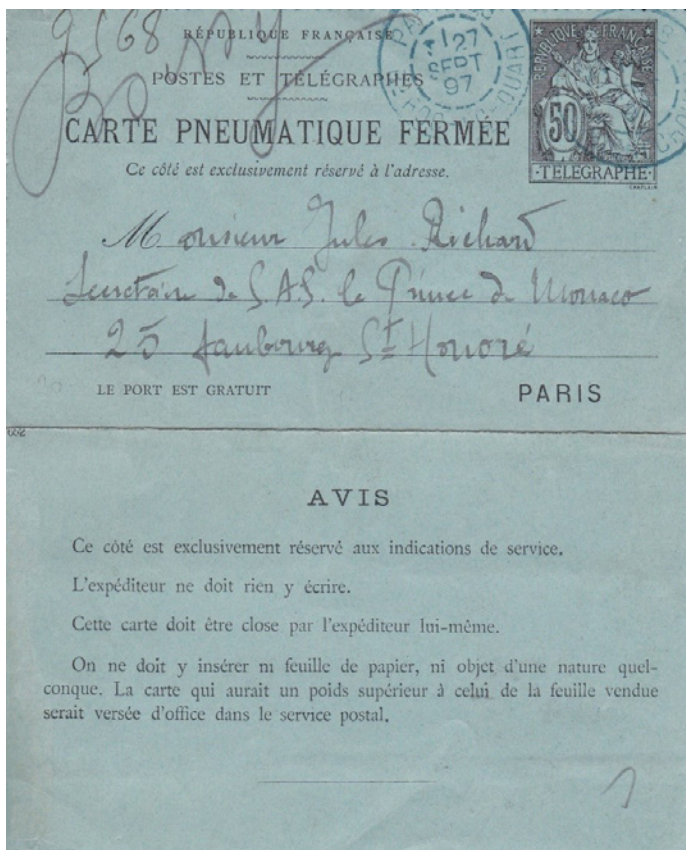 9568
RÉPUBLIQUE FRANÇAISE
POSTES ET TÉLÉGRAPHES
CARTE PNEUMATIQUE FERMÉE
Ce côté est exclusivement réservé à l'adresse.
27
SEPT
97
RÉPUBLIQUE FRANÇAISE
50
TELEGRAPHE
CHAPLAIN
Monsieur Jules Richard
Secrétaire de S.A.S. le Prince de Monaco
25 faubourg St Honoré
LE PORT EST GRATUIT
PARIS
AVIS
Ce côté est exclusivement réservé aux indications de service.
L'expéditeur ne doit rien y écrire.
Cette carte doit être close par l'expéditeur lui-même.
On ne doit y insérer ni feuille de papier, ni objet d'une nature quel-
conque. La carte qui aurait un poids supérieur à celui de la feuille vendue
serait versée d'office dans le service postal.